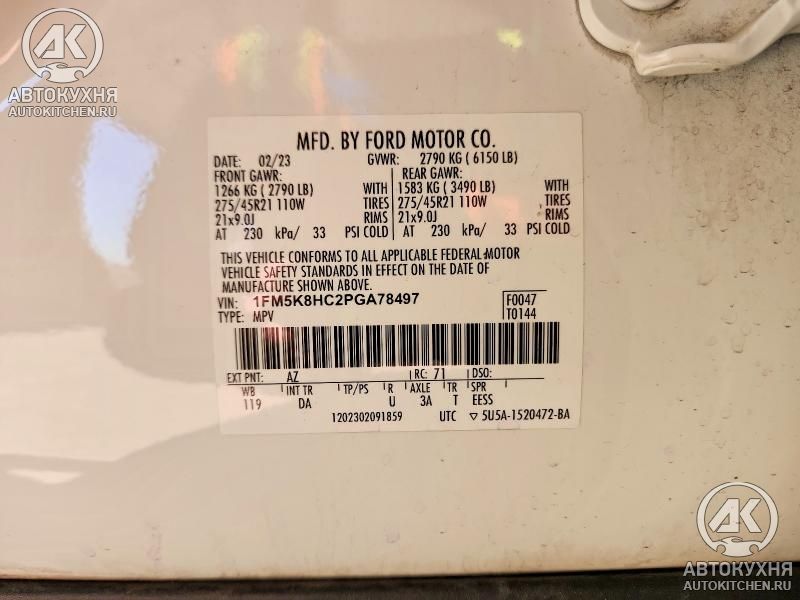 AK
АВТОКУХНЯ
AUTOKITCHEN.RU
MFD. BY FORD MOTOR CO.
DATE: 02/23 GVWR: 2790 KG ( 6150 LB)
FRONT GAWR: REAR GAWR:
1266 KG ( 2790 LB) WITH 1583 KG ( 3490 LB) WITH
275/45R21 110W TIRES 275/45R21 110W TIRES
21x9.0J RIMS 21x9.0J RIMS
AT 230 kPa/ 33 PSI COLD AT 230 kPa/ 33 PSI COLD
THIS VEHICLE CONFORMS TO ALL APPLICABLE FEDERAL MOTOR
VEHICLE SAFETY STANDARDS IN EFFECT ON THE DATE OF
MANUFACTURE SHOWN ABOVE.
VIN: 1FM5K8HC2PGA78497 F0047
TYPE: MPV T0144
EXT PNT: AZ RC: 71 DSO:
WB INT TR TP/PS R AXLE TR SPR
119 DA U 3A T EESS
1202302091859 UTC ▽ 5U5A-1520472-BA
AK
АВТОКУХНЯ
AUTOKITCHEN.RU